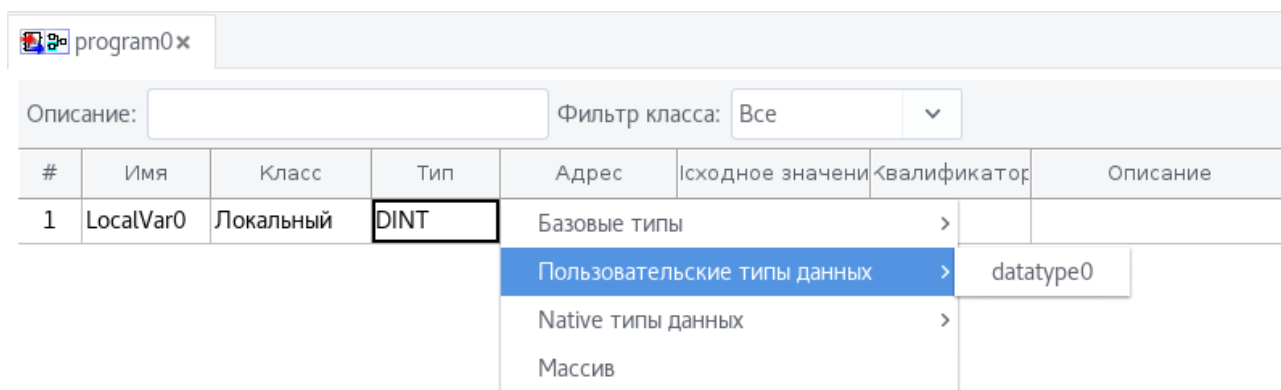 program0
Описание: Фильтр класса: Все
# Имя Класс Тип Адрес Исходное значени Квалификатор Описание
1 LocalVar0 Локальный DINT
Базовые типы
Пользовательские типы данных datatype0
Native типы данных
Массив